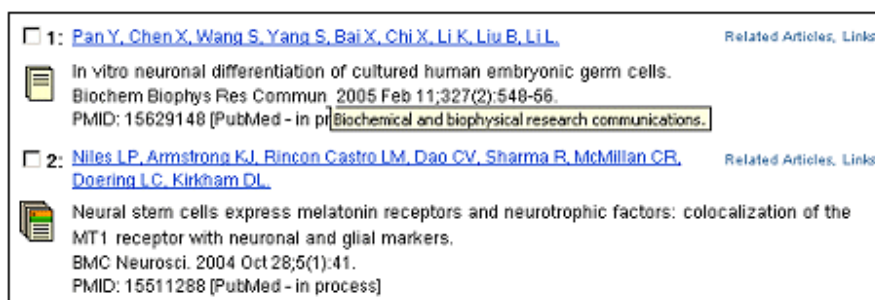 1: Pan Y, Chen X, Wang S, Yang S, Bai X, Chi X, Li K, Liu B, Li L. Related Articles, Links
In vitro neuronal differentiation of cultured human embryonic germ cells.
Biochem Biophys Res Commun 2005 Feb 11;327(2):548-56.
PMID: 15629148 [PubMed - in pr
Biochemical and biophysical research communications.
2: Niles LP, Armstrong KJ, Rincon Castro LM, Dao CV, Sharma R, McMillan CR, Related Articles, Links
Doering LC, Kirkham DL.
Neural stem cells express melatonin receptors and neurotrophic factors: colocalization of the
MT1 receptor with neuronal and glial markers.
BMC Neurosci. 2004 Oct 28;5(1):41.
PMID: 15511288 [PubMed - in process]